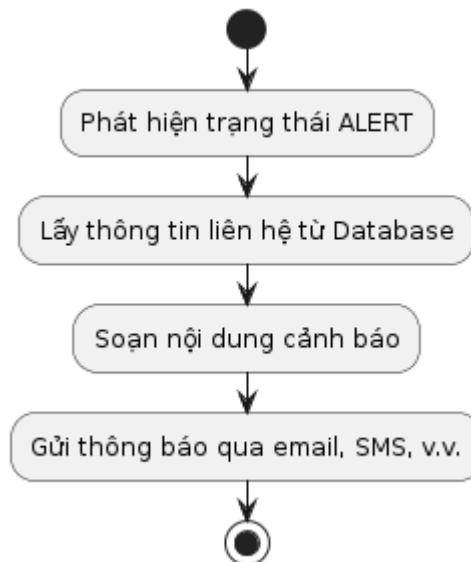 Phát hiện trạng thái ALERT
Lấy thông tin liên hệ từ Database
Soạn nội dung cảnh báo
Gửi thông báo qua email, SMS, v.v.